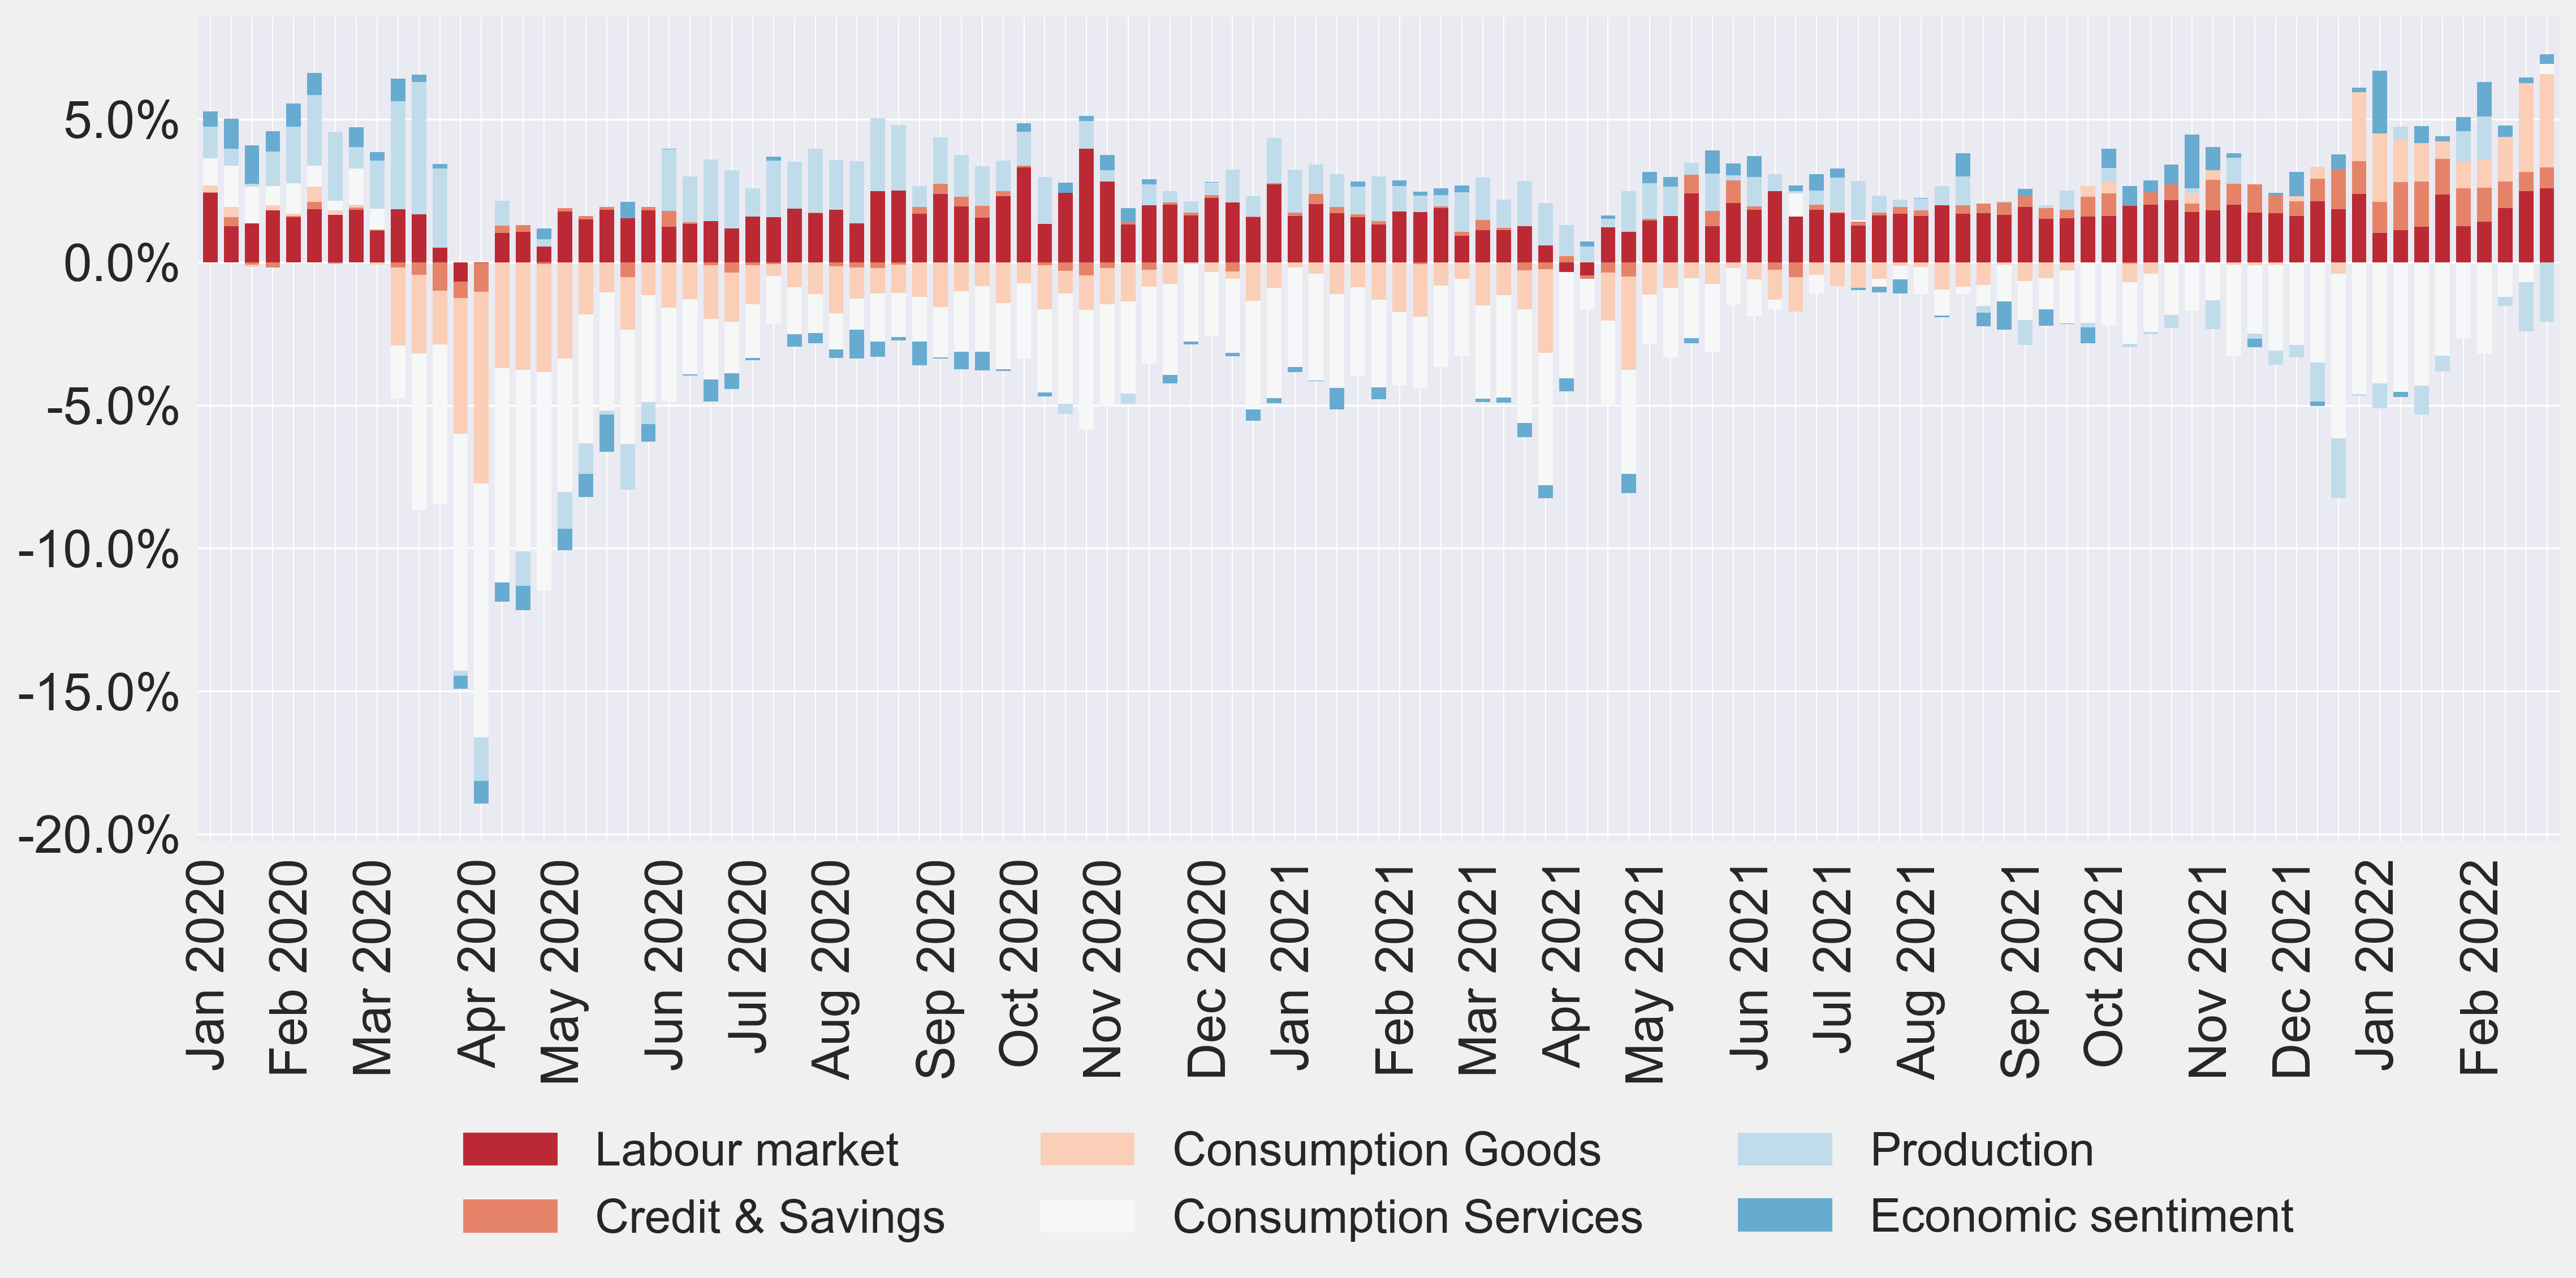 5.0%
0.0%
-5.0%
-10.0%
-15.0%
-20.0%
Jan 2020
Feb 2020
Mar 2020
Apr 2020
May 2020
Jun 2020
Jul 2020
Aug 2020
Sep 2020
Oct 2020
Nov 2020
Dec 2020
Jan 2021
Feb 2021
Mar 2021
Apr 2021
May 2021
Jun 2021
Jul 2021
Aug 2021
Sep 2021
Oct 2021
Nov 2021
Dec 2021
Jan 2022
Feb 2022
Labour market
Consumption Goods
Production
Credit & Savings
Consumption Services
Economic sentiment